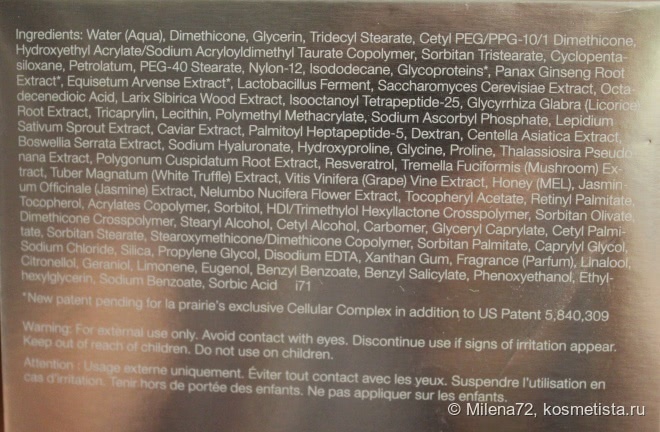 Ingredients: Water (Aqua), Dimethicone, Glycerin, Tridecyl Stearate, Cetyl PEG/PPG-10/1 Dimethicone,
Hydroxyethyl Acrylate/Sodium Acryloyldimethyl Taurate Copolymer, Sorbitan Tristearate, Cyclopenta-
siloxane, Petrolatum, PEG-40 Stearate, Nylon-12, Isododecane, Glycoproteins*, Panax Ginseng Root
Extract*, Equisetum Arvense Extract*, Lactobacillus Ferment, Saccharomyces Cerevisiae Extract, Octa-
decenedioic Acid, Larix Sibirica Wood Extract, Isooctanoyl Tetrapeptide-25, Glycyrrhiza Glabra (Licorice)
Root Extract, Tricaprylin, Lecithin, Polymethyl Methacrylate, Sodium Ascorbyl Phosphate, Lepidium
Sativum Sprout Extract, Caviar Extract, Palmitoyl Heptapeptide-5, Dextran, Centella Asiatica Extract,
Boswellia Serrata Extract, Sodium Hyaluronate, Hydroxyproline, Glycine, Proline, Thalassiosira Pseudo
nana Extract, Polygonum Cuspidatum Root Extract, Resveratrol, Tremella Fuciformis (Mushroom) Ex-
tract, Tuber Magnatum (White Truffle) Extract, Vitis Vinifera (Grape) Vine Extract, Honey (MEL), Jasmin-
um Officinale (Jasmine) Extract, Nelumbo Nucifera Flower Extract, Tocopheryl Acetate, Retinyl Palmitate,
Tocopherol, Acrylates Copolymer, Sorbitol, HDI/Trimethylol Hexyllactone Crosspolymer, Sorbitan Olivate,
Dimethicone Crosspolymer, Stearyl Alcohol, Cetyl Alcohol, Carbomer, Glyceryl Caprylate, Cetyl Palmi-
tate, Sorbitan Stearate, Stearoxymethicone/Dimethicone Copolymer, Sorbitan Palmitate, Caprylyl Glycol,
Sodium Chloride, Silica, Propylene Glycol, Disodium EDTA, Xanthan Gum, Fragrance (Parfum), Linalool,
Citronellol, Geraniol, Limonene, Eugenol, Benzyl Benzoate, Benzyl Salicylate, Phenoxyethanol, Ethyl-
hexylglycerin, Sodium Benzoate, Sorbic Acid i71
*New patent pending for la prairie's exclusive Cellular Complex in addition to US Patent 5,840,309
Warning: For external use only. Avoid contact with eyes. Discontinue use if signs of irritation appear.
Keep out of reach of children. Do not use on children.
Attention : Usage externe uniquement. Éviter tout contact avec les yeux. Suspendre l'utilisation en
cas d'irritation. Tenir hors de portée des enfants. Ne pas appliquer sur les enfants.
© Milena72, kosmetista.ru